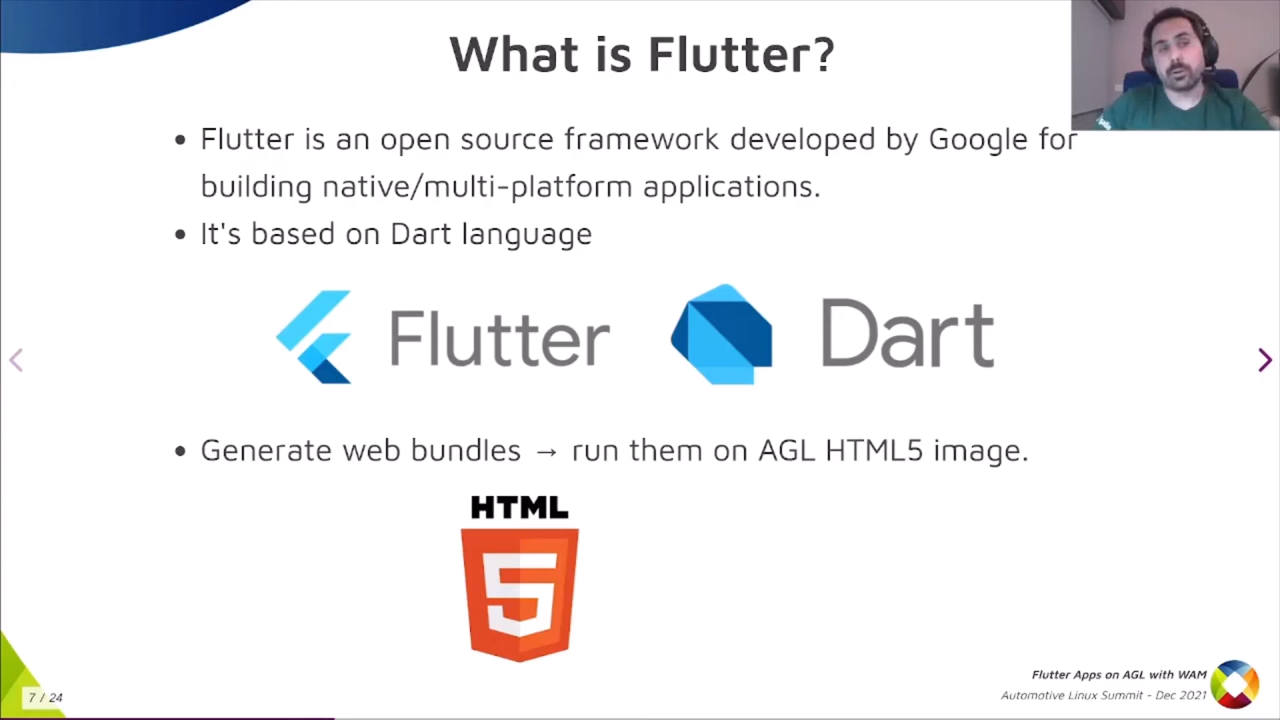 What is Flutter?
• Flutter is an open source framework developed by Google for
building native/multi-platform applications.
• It's based on Dart language
Flutter
Dart
• Generate web bundles → run them on AGL HTML5 image.
HTML
5
Flutter Apps on AGL with WAM
Automotive Linux Summit - Dec 2021
7 / 24